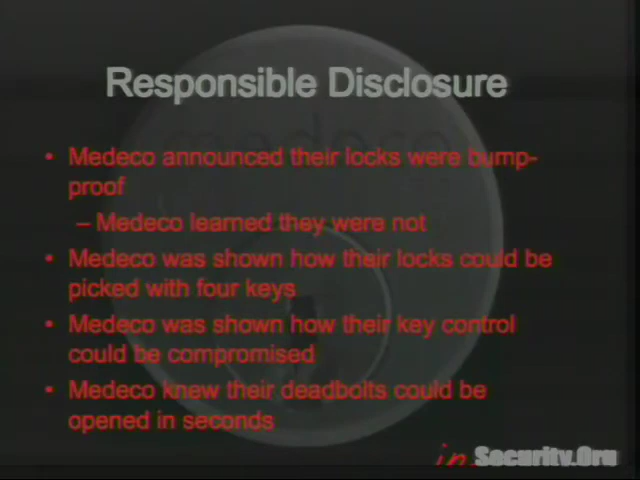 Responsible Disclosure
• Medeco announced their locks were bump-
proof
– Medeco learned they were not
• Medeco was shown how their locks could be
picked with four keys
• Medeco was shown how their key control
could be compromised
• Medeco knew their deadbolts could be
opened in seconds
in. Security.Org